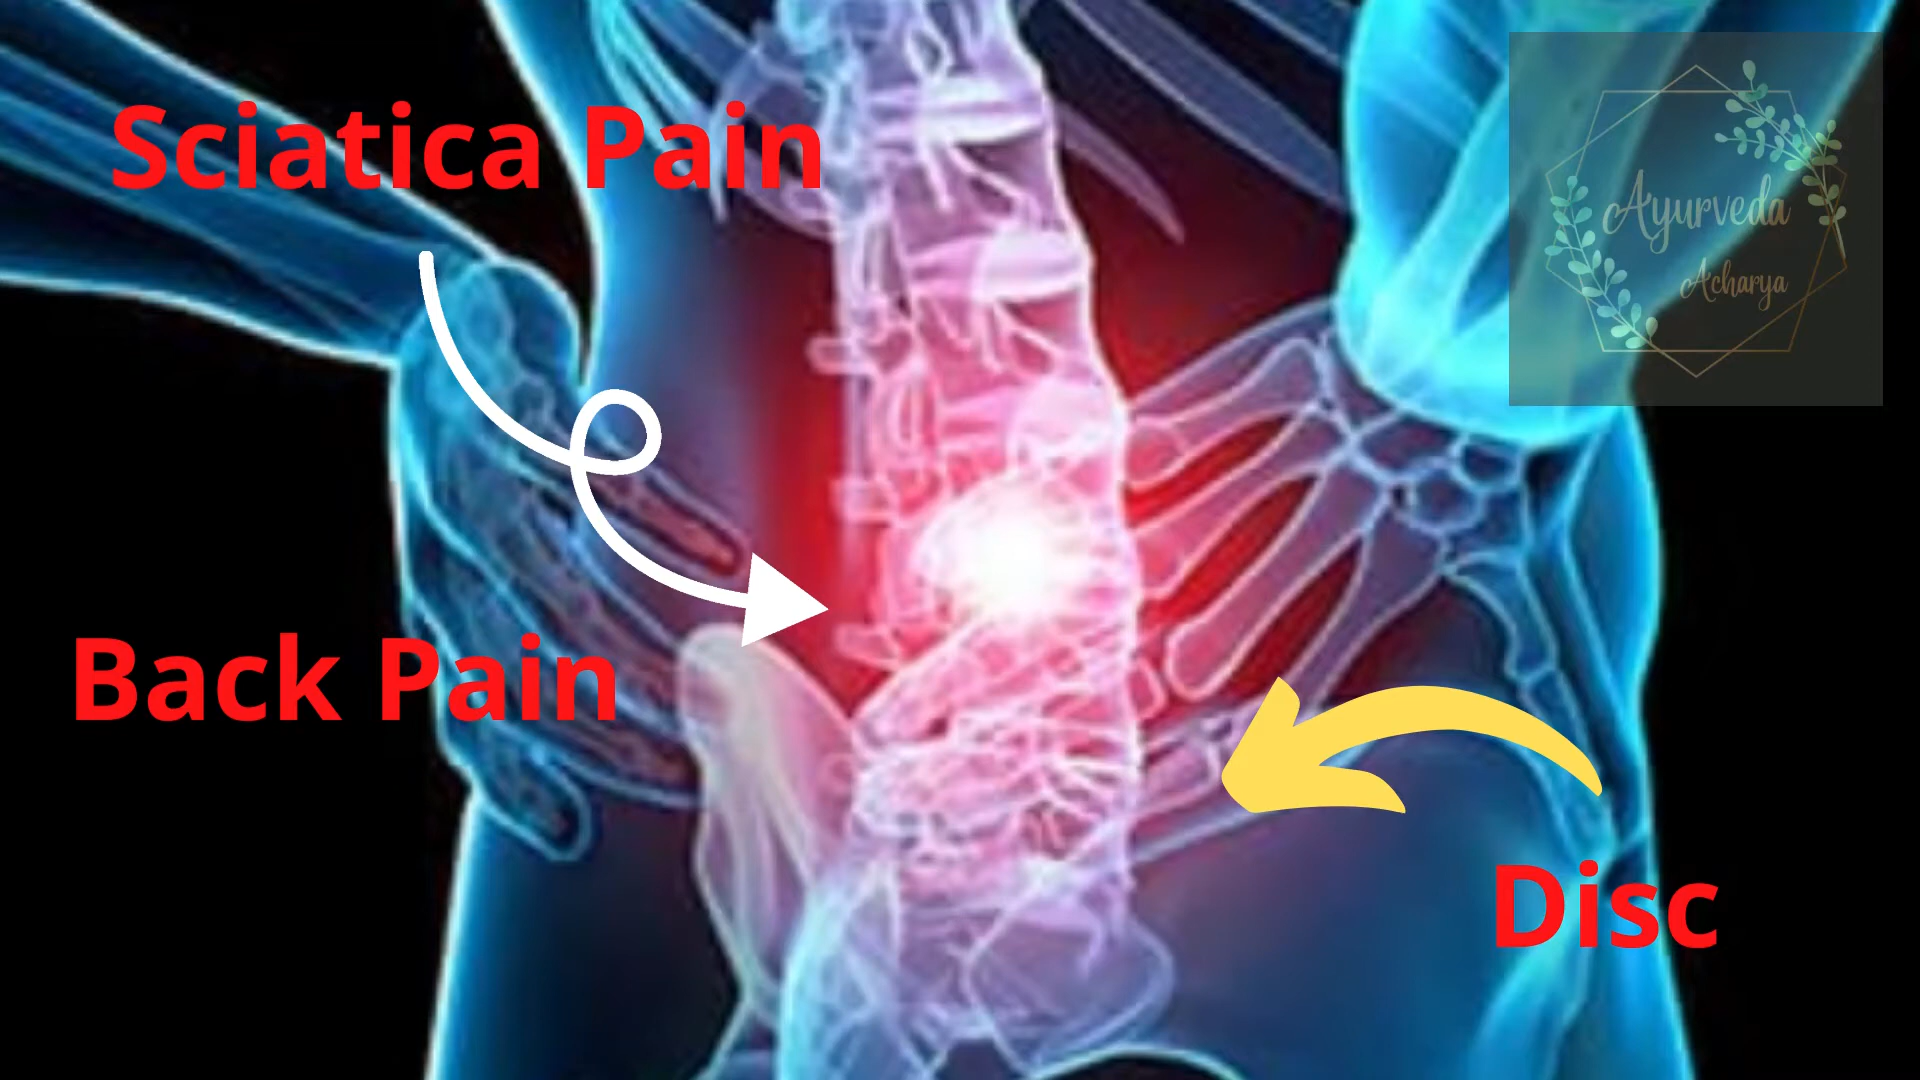 Sciatica Pain
Ayurveda
Acharya
Back Pain
Disc